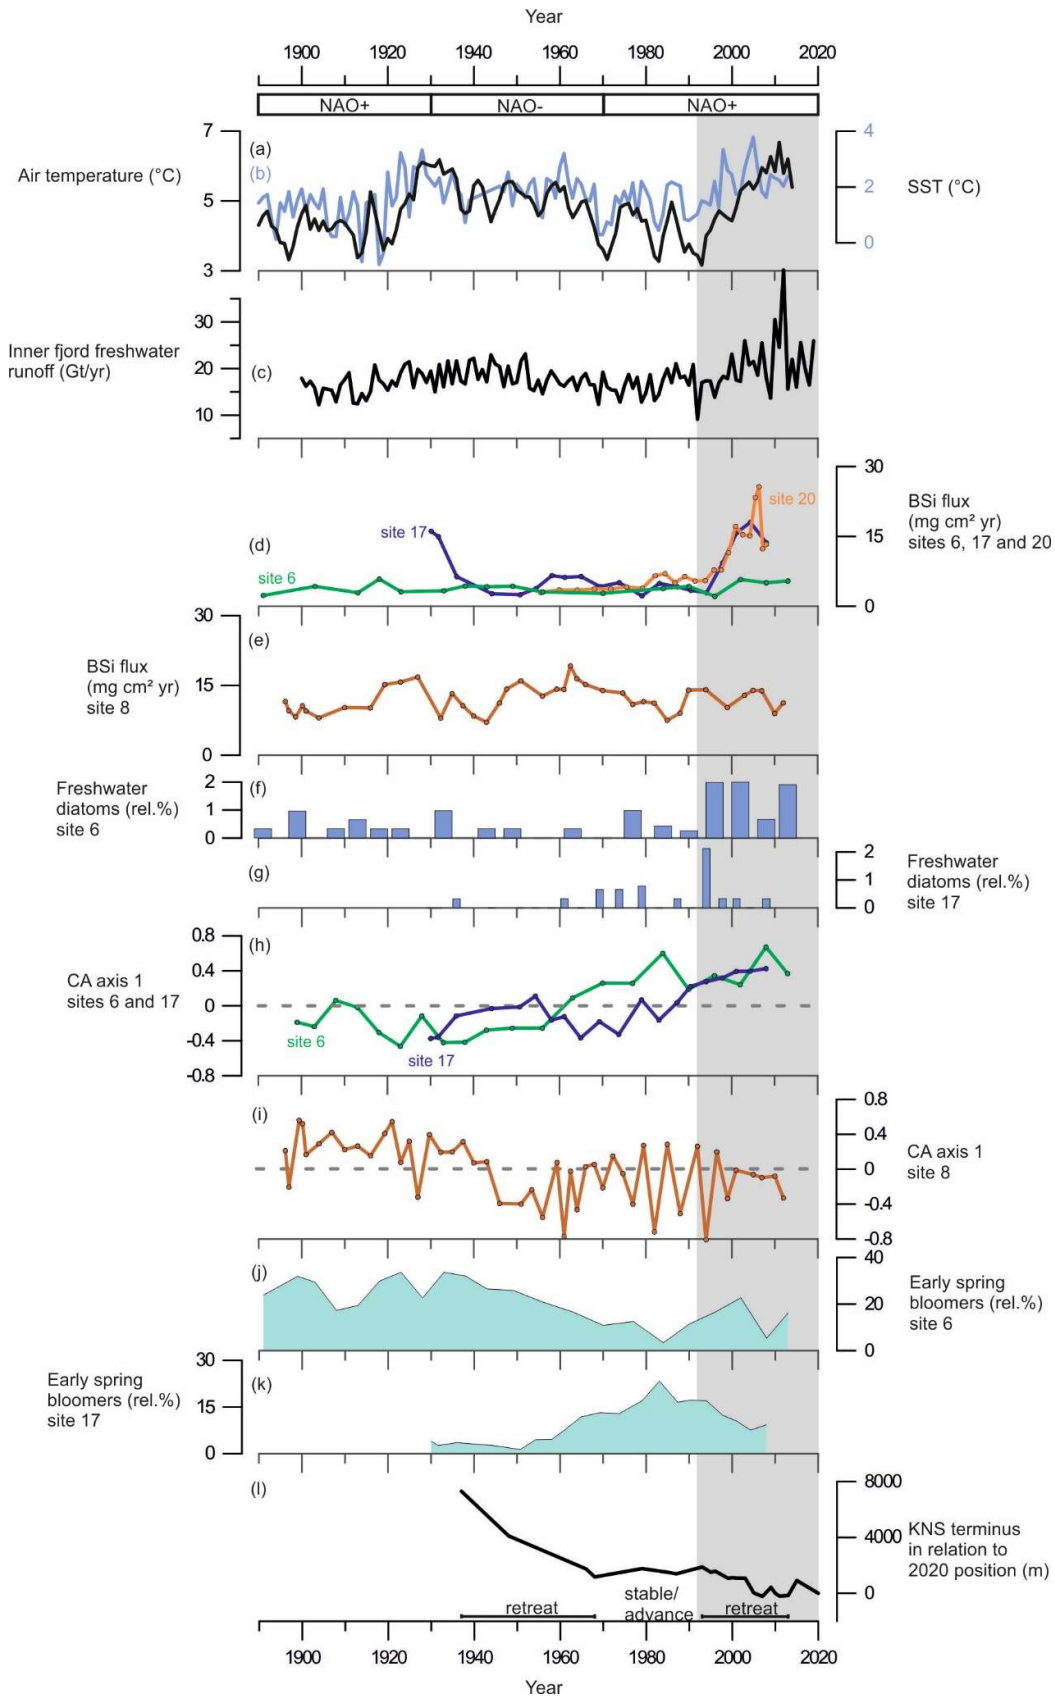 Year
1900 1920 1940 1960 1980 2000 2020
NAO+ NAO- NAO+
7
5
3
Air temperature (°C)
(a)
(b)
4
2
0
SST (°C)
30
20
10
Inner fjord freshwater
runoff (Gt/yr)
(c)
30
15
0
BSi flux
(mg cm² yr)
sites 6, 17 and 20
(d)
site 17
site 20
site 6
30
15
0
BSi flux
(mg cm² yr)
site 8
(e)
2
1
0
Freshwater
diatoms (rel.%)
site 6
(f)
2
1
0
Freshwater
diatoms (rel.%)
site 17
(g)
0.8
0.4
0
-0.4
-0.8
CA axis 1
sites 6 and 17
(h)
site 6
site 17
0.8
0.4
0
-0.4
-0.8
CA axis 1
site 8
(i)
40
20
0
Early spring
bloomers (rel.%)
site 6
(j)
30
15
0
Early spring
bloomers (rel.%)
site 17
(k)
8000
4000
0
KNS terminus
in relation to
2020 position (m)
(l)
retreat
stable/
advance
retreat
1900 1920 1940 1960 1980 2000 2020
Year